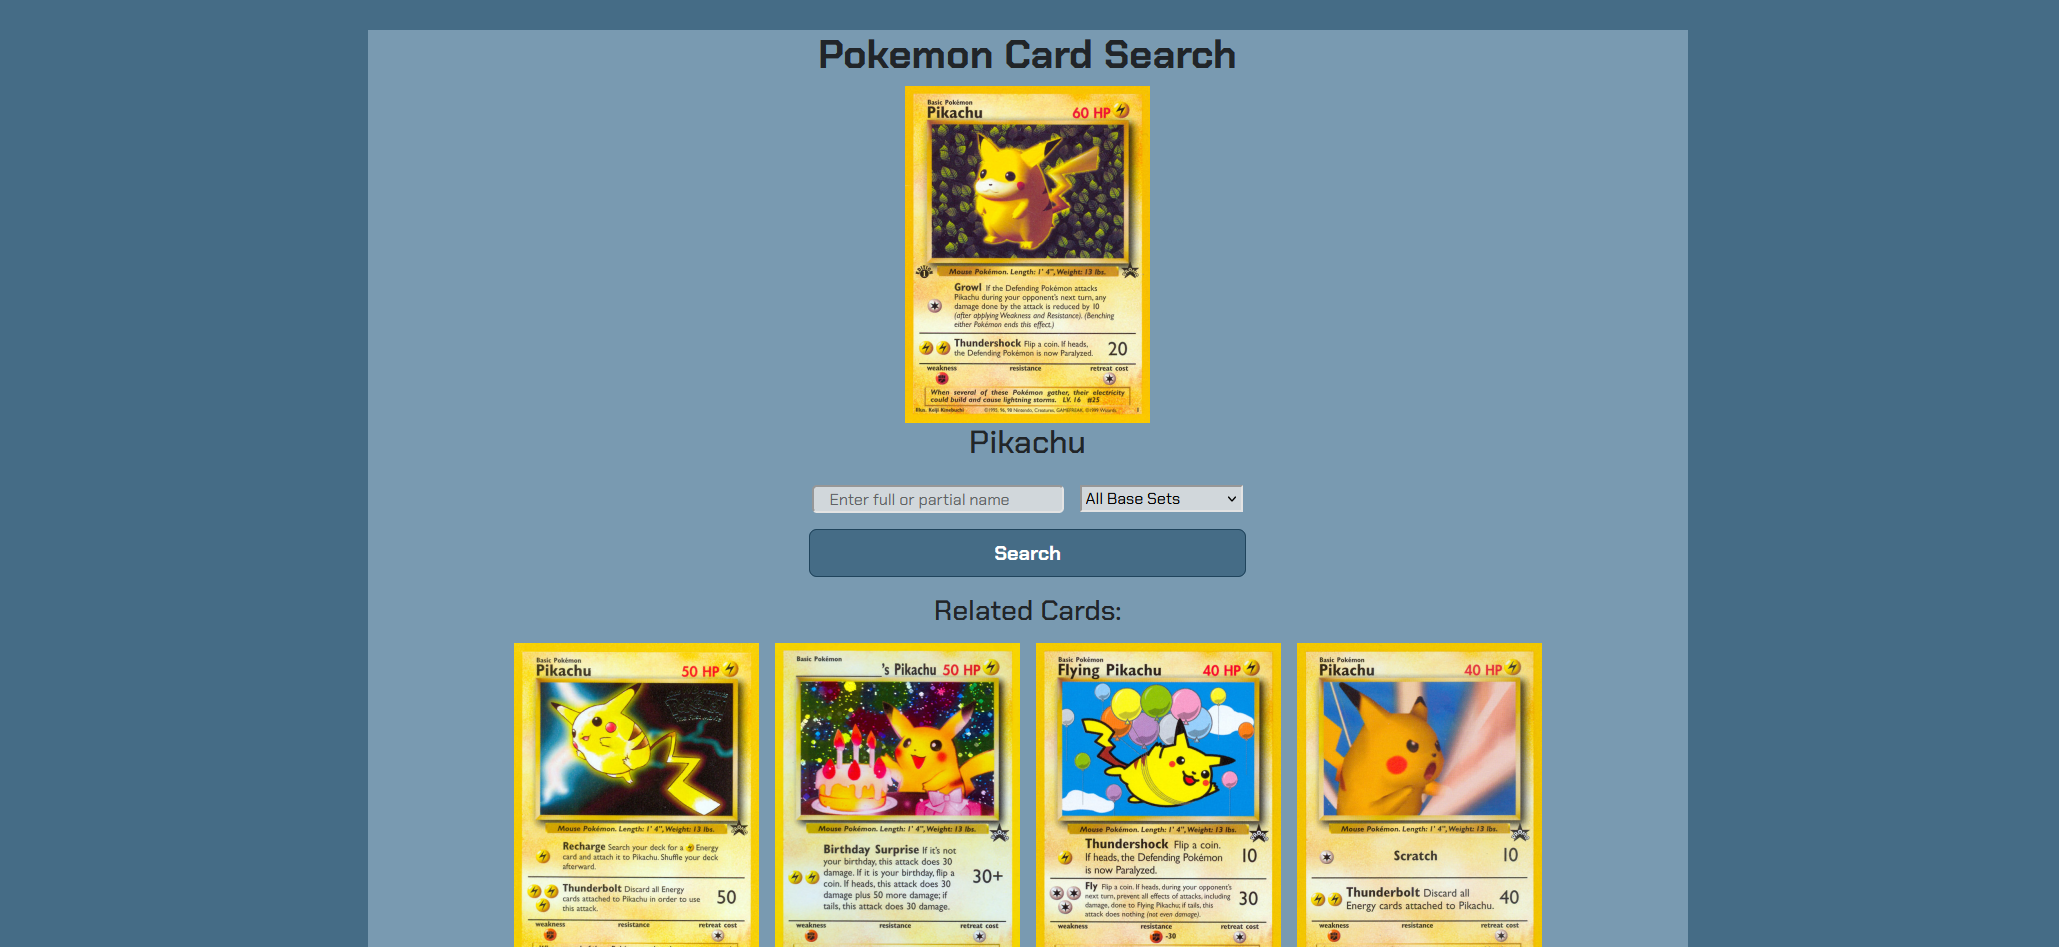 Pokemon Card Search
Basic Pokémon
Pikachu
60 HP
Mouse Pokémon. Length: 1' 4", Weight: 13 lbs.
Growl If the Defending Pokémon attacks
Pikachu during your opponent's next turn, any
damage done by the attack is reduced by 10
(after applying Weakness and Resistance). (Benching
either Pokémon ends this effect.)
Thundershock Flip a coin. If heads,
the Defending Pokémon is now Paralyzed.
20
weakness resistance retreat cost
When several of these Pokémon gather, their electricity
could build and cause lightning storms. LV. 16 #25
Illus. Keiji Kinebuchi ©1995, 96, 98 Nintendo, Creatures, GAMEFREAK. ©1999 Wizards.
Pikachu
Enter full or partial name
All Base Sets
Search
Related Cards:
Basic Pokémon
Pikachu
50 HP
Mouse Pokémon. Length: 1' 4", Weight: 13 lbs.
Recharge Search your deck for a Energy
card and attach it to Pikachu. Shuffle your deck
afterward.
Thunderbolt Discard all Energy
cards attached to Pikachu in order to use
this attack.
50
weakness resistance retreat cost
Basic Pokémon
________'s Pikachu 50 HP
Mouse Pokémon. Length: 1' 4", Weight: 13 lbs.
Birthday Surprise If it's not
your birthday, this attack does 30
damage. If it is your birthday, flip a
coin. If heads, this attack does 30
damage plus 50 more damage; if
tails, this attack does 30 damage.
30+
weakness resistance retreat cost
Basic Pokémon
Flying Pikachu
40 HP
Mouse Pokémon. Length: 1' 4", Weight: 13 lbs.
Thundershock Flip a coin.
If heads, the Defending Pokémon
is now Paralyzed.
10
Fly Flip a coin. If heads, during your opponent's
next turn, prevent all effects of attacks, including
damage, done to Flying Pikachu; if tails, this
attack does nothing (not even damage).
30
weakness resistance retreat cost
-30
Basic Pokémon
Pikachu
40 HP
Mouse Pokémon. Length: 1' 4", Weight: 13 lbs.
Scratch
10
Thunderbolt Discard all
Energy cards attached to Pikachu.
40
weakness resistance retreat cost